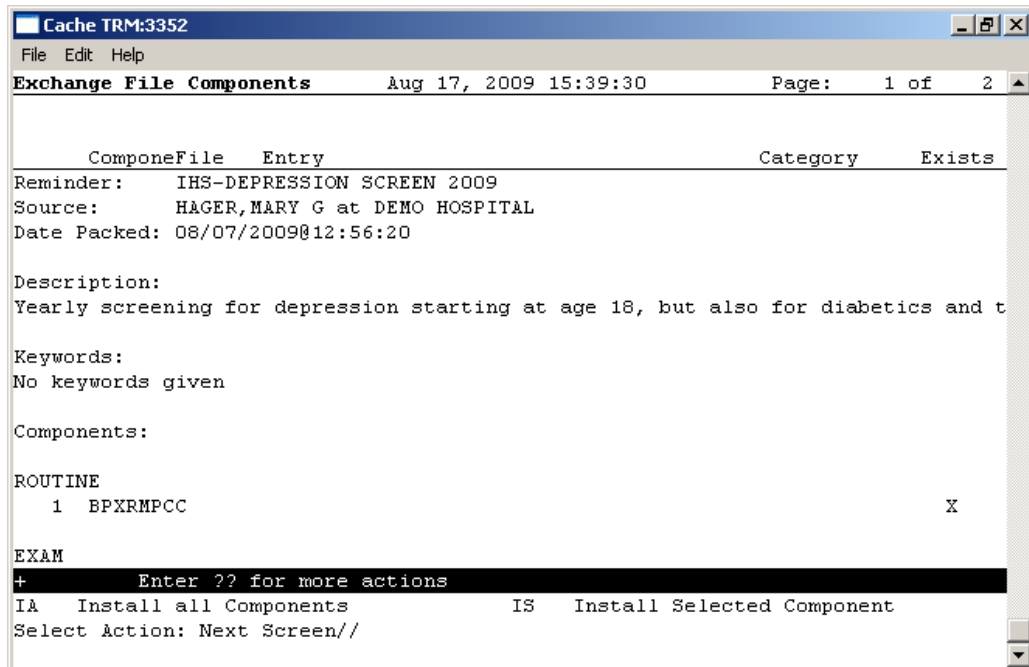 Cache TRM:3352
File Edit Help
Exchange File Components Aug 17, 2009 15:39:30 Page: 1 of 2
ComponeFile Entry Category Exists
Reminder: IHS-DEPRESSION SCREEN 2009
Source: HAGER,MARY G at DEMO HOSPITAL
Date Packed: 08/07/2009@12:56:20
Description:
Yearly screening for depression starting at age 18, but also for diabetics and t
Keywords:
No keywords given
Components:
ROUTINE
1 BPXRMPCC X
EXAM
+ Enter ?? for more actions
IA Install all Components IS Install Selected Component
Select Action: Next Screen//